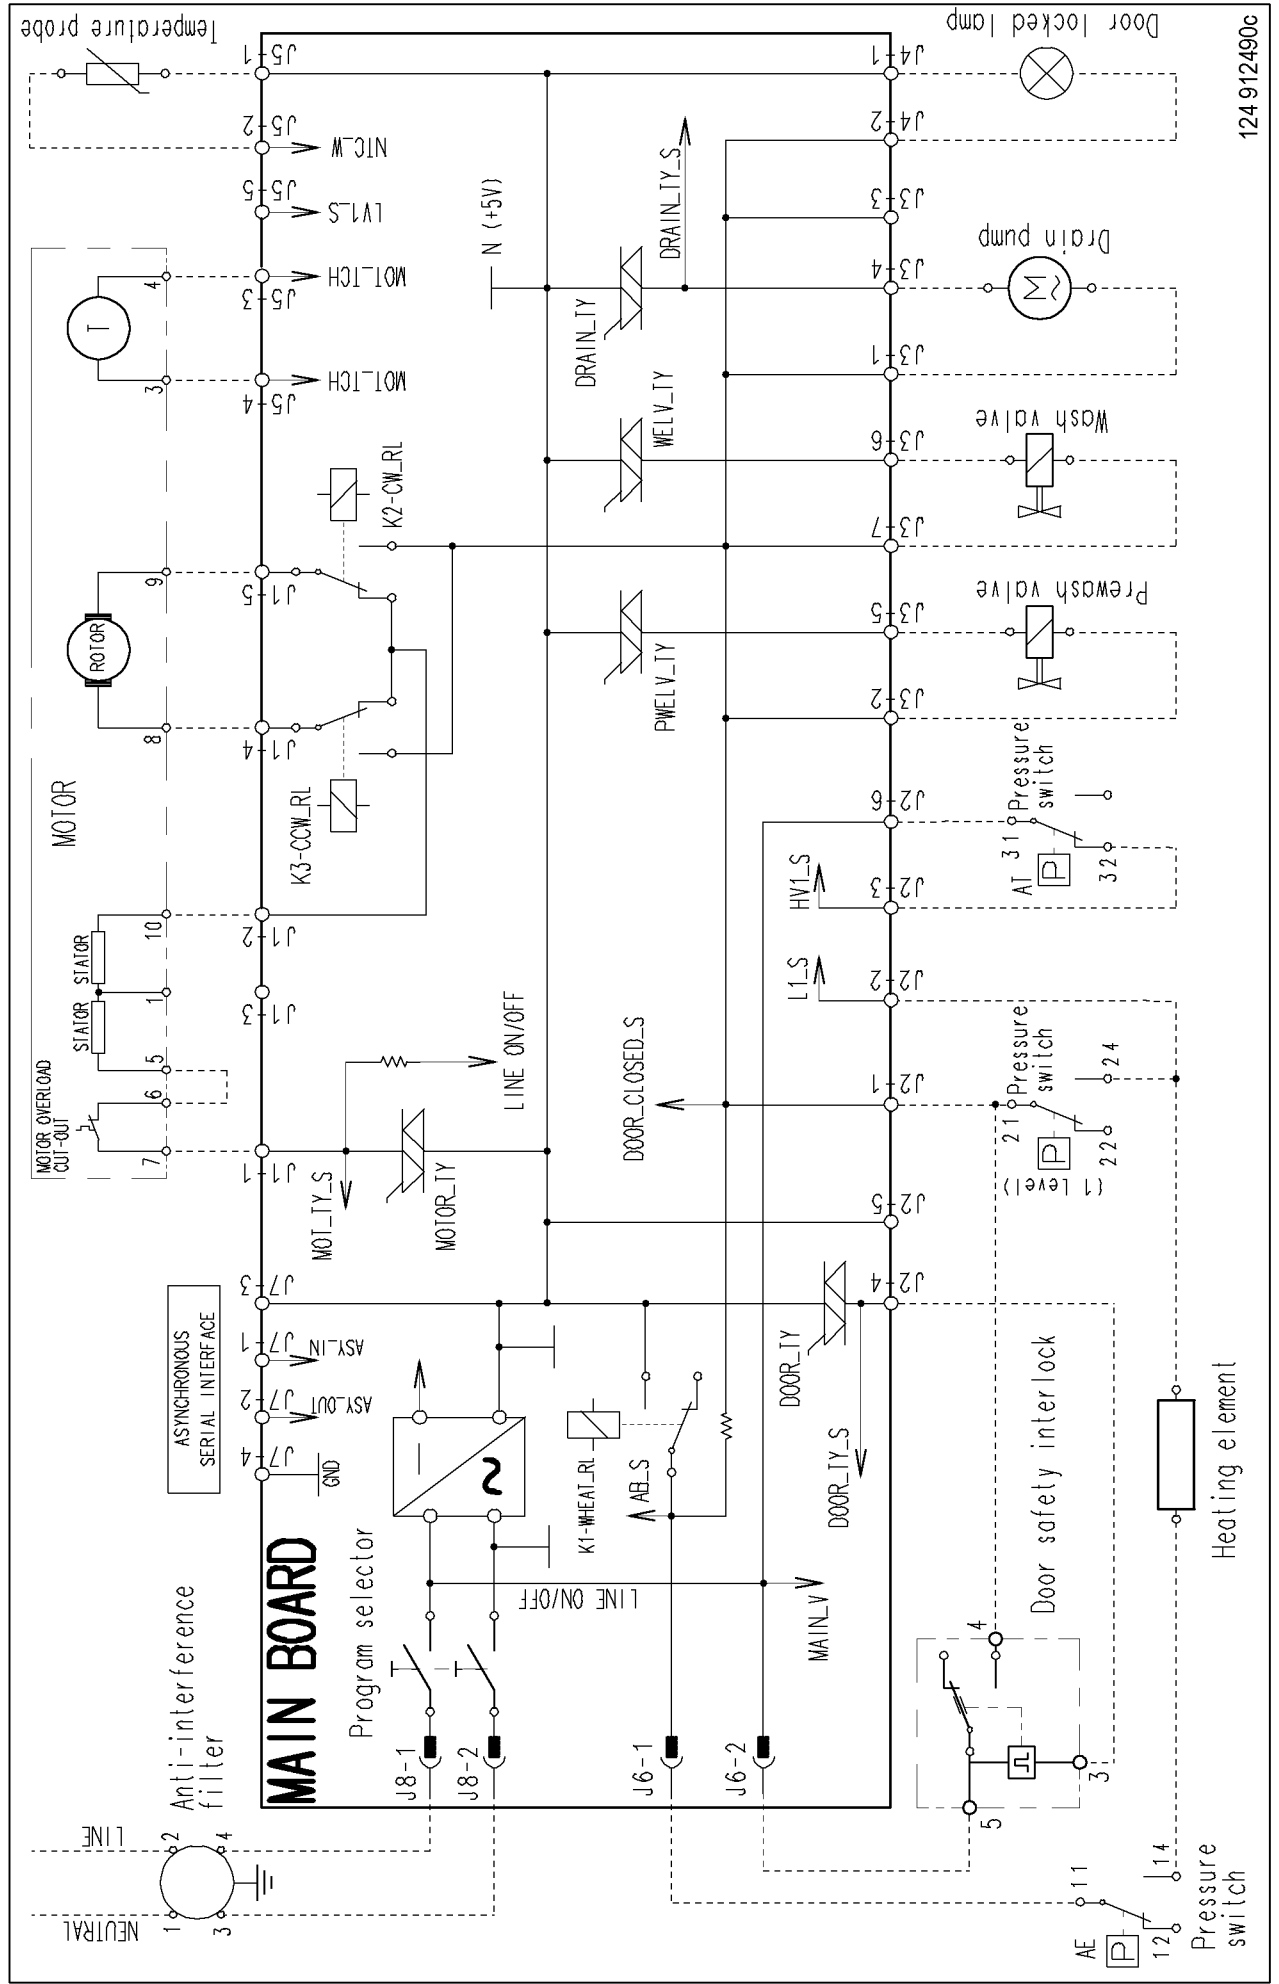 Temperature probe
J5-1
J4-1
Door locked lamp
124 912490c
J5-2
NTC_W
J4-2
J5-5
LV1_S
N (+5V)
DRAIN_TY_S
J3-3
4
J5-3
MOT_TCH
DRAIN_TY
J3-4
Drain pump
M
~
T
3
J5-4
MOT_TCH
J3-1
WELV_TY
J3-6
Wash valve
K2-CW_RL
J3-7
9
J1-5
ROTOR
J3-5
Prewash valve
PWELV_TY
J3-2
8
J1-4
MOTOR
K3-CCW_RL
J2-6
Pressure
switch
31
AT
P
32
HV1_S
J2-3
10
J1-2
STATOR
1
J1-3
STATOR
L1_S
J2-2
5
6
MOTOR OVERLOAD
CUT-OUT
7
J1-1
LINE ON/OFF
MOT_TY_S
MOTOR_TY
DOOR_CLOSED_S
J2-1
Pressure
switch
21
24
P
22
(1 Level)
J2-5
J7-3
J2-4
ASYNCHRONOUS
SERIAL INTERFACE
J7-1
ASY_IN
J7-2
ASY_OUT
J7-4
GND
DOOR_TY
DOOR_TY_S
K1-WHEAT_RL
AB_S
~
MAIN BOARD
Program selector
LINE ON/OFF
MAIN_V
Door safety interlock
Heating element
4
3
5
J8-1
J8-2
J6-1
J6-2
Anti-interference
filter
LINE
2
4
NEUTRAL
1
3
11
14
AE
P
12
Pressure
switch